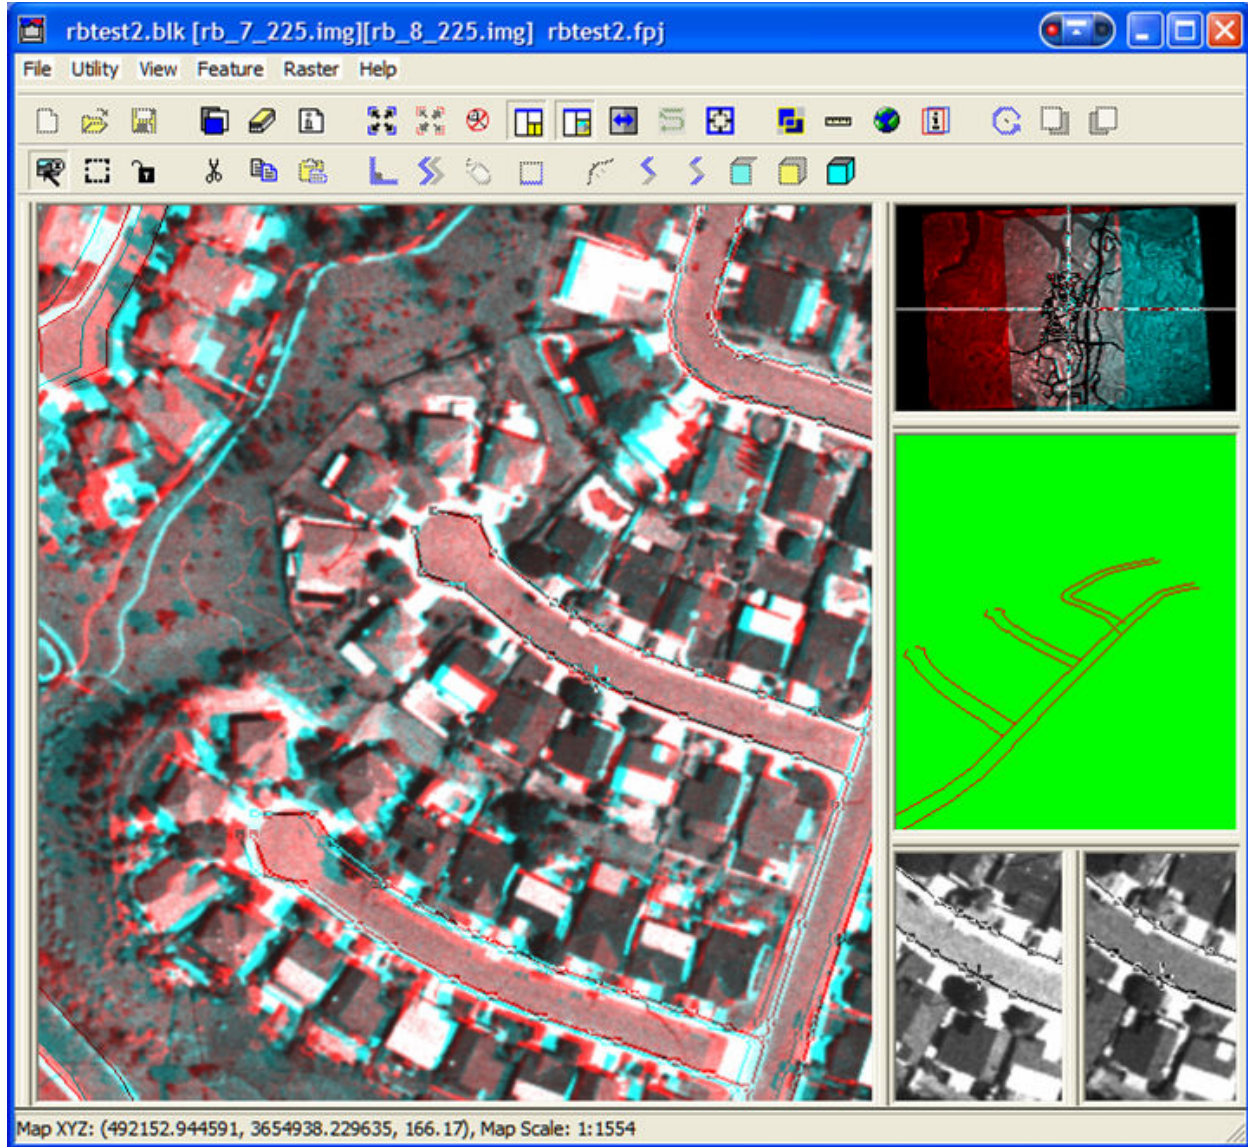 rbtest2.blk [rb_7_225.img][rb_8_225.img] rbtest2.fpj
File Utility View Feature Raster Help
Map XYZ: (492152.944591, 3654938.229635, 166.17), Map Scale: 1:1554